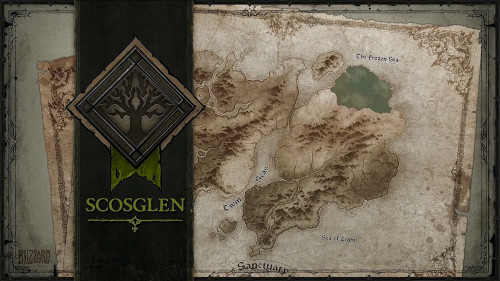 The Frozen Sea
SCOSGLEN
Twin Seas
Sea of Light
BLIZZARD
Sanctuary